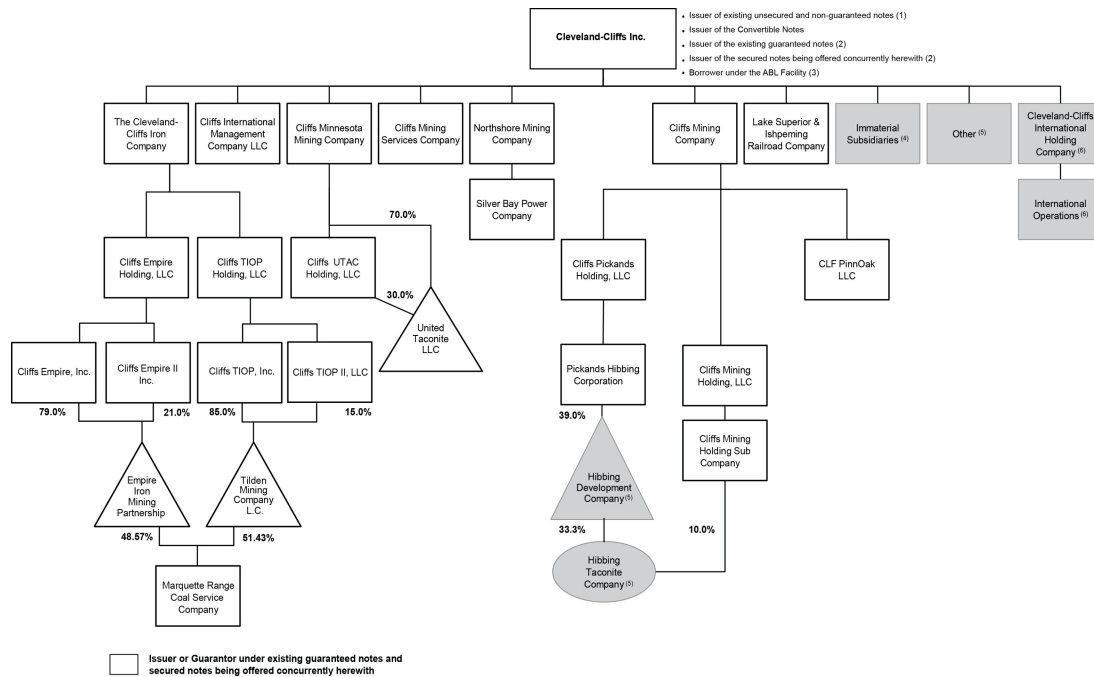 Cleveland-Cliffs Inc.
• Issuer of existing unsecured and non-guaranteed notes (1)
• Issuer of the Convertible Notes
• Issuer of the existing guaranteed notes (2)
• Issuer of the secured notes being offered concurrently herewith (2)
• Borrower under the ABL Facility (3)
The Cleveland-
Cliffs Iron
Company
Cliffs International
Management
Company LLC
Cliffs Minnesota
Mining Company
Cliffs Mining
Services Company
Northshore Mining
Company
Cliffs Mining
Company
Lake Superior &
Ishpeming
Railroad Company
Immaterial
Subsidiaries (4)
Other (5)
Cleveland-Cliffs
International
Holding
Company (6)
Silver Bay Power
Company
International
Operations (6)
70.0%
Cliffs Empire
Holding, LLC
Cliffs TIOP
Holding, LLC
Cliffs UTAC
Holding, LLC
Cliffs Pickands
Holding, LLC
CLF PinnOak
LLC
30.0%
United
Taconite
LLC
Cliffs Empire, Inc.
Cliffs Empire II
Inc.
Cliffs TIOP, Inc.
Cliffs TIOP II, LLC
Pickands Hibbing
Corporation
Cliffs Mining
Holding, LLC
79.0%
21.0%
85.0%
15.0%
39.0%
Cliffs Mining
Holding Sub
Company
Empire
Iron
Mining
Partnership
Tilden
Mining
Company
L.C.
Hibbing
Development
Company(5)
48.57%
51.43%
33.3%
10.0%
Hibbing
Taconite
Company(5)
Marquette Range
Coal Service
Company
Issuer or Guarantor under existing guaranteed notes and
secured notes being offered concurrently herewith